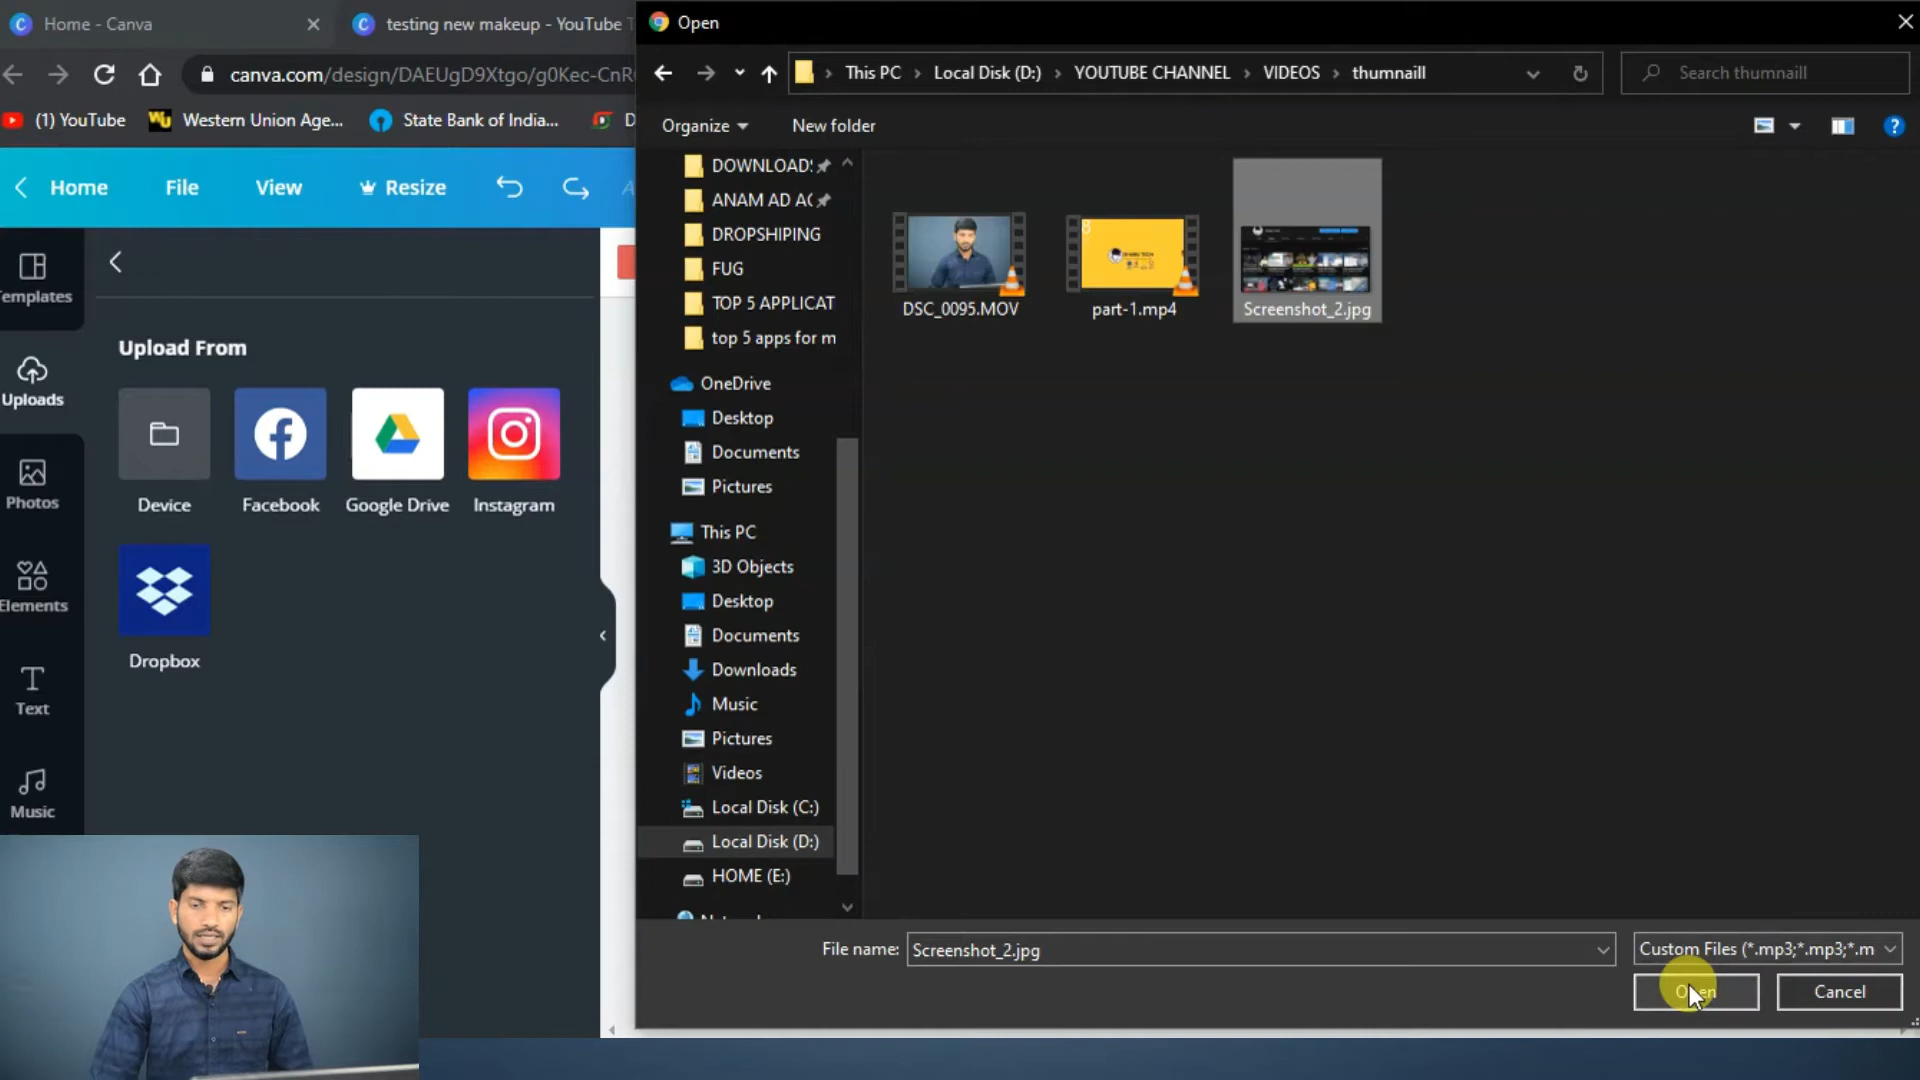 Home - Canva
testing new makeup - YouTube T
canva.com/design/DAEUgD9Xtgo/g0Kec-CnR
(1) YouTube
Western Union Age...
State Bank of India...
D
Home
File
View
Resize
Templates
Uploads
Photos
Elements
Text
Music
Upload From
Device
Facebook
Google Drive
Instagram
Dropbox
Open
This PC
Local Disk (D:)
YOUTUBE CHANNEL
VIDEOS
thumnaill
Search thumnaill
Organize
New folder
DOWNLOAD
ANAM AD AC
DROPSHIPING
FUG
TOP 5 APPLICAT
top 5 apps for m
OneDrive
Desktop
Documents
Pictures
This PC
3D Objects
Desktop
Documents
Downloads
Music
Pictures
Videos
Local Disk (C:)
Local Disk (D:)
HOME (E:)
DSC_0095.MOV
part-1.mp4
Screenshot_2.jpg
File name:
Screenshot_2.jpg
Custom Files (*.mp3;*.mp3;*.m
Open
Cancel